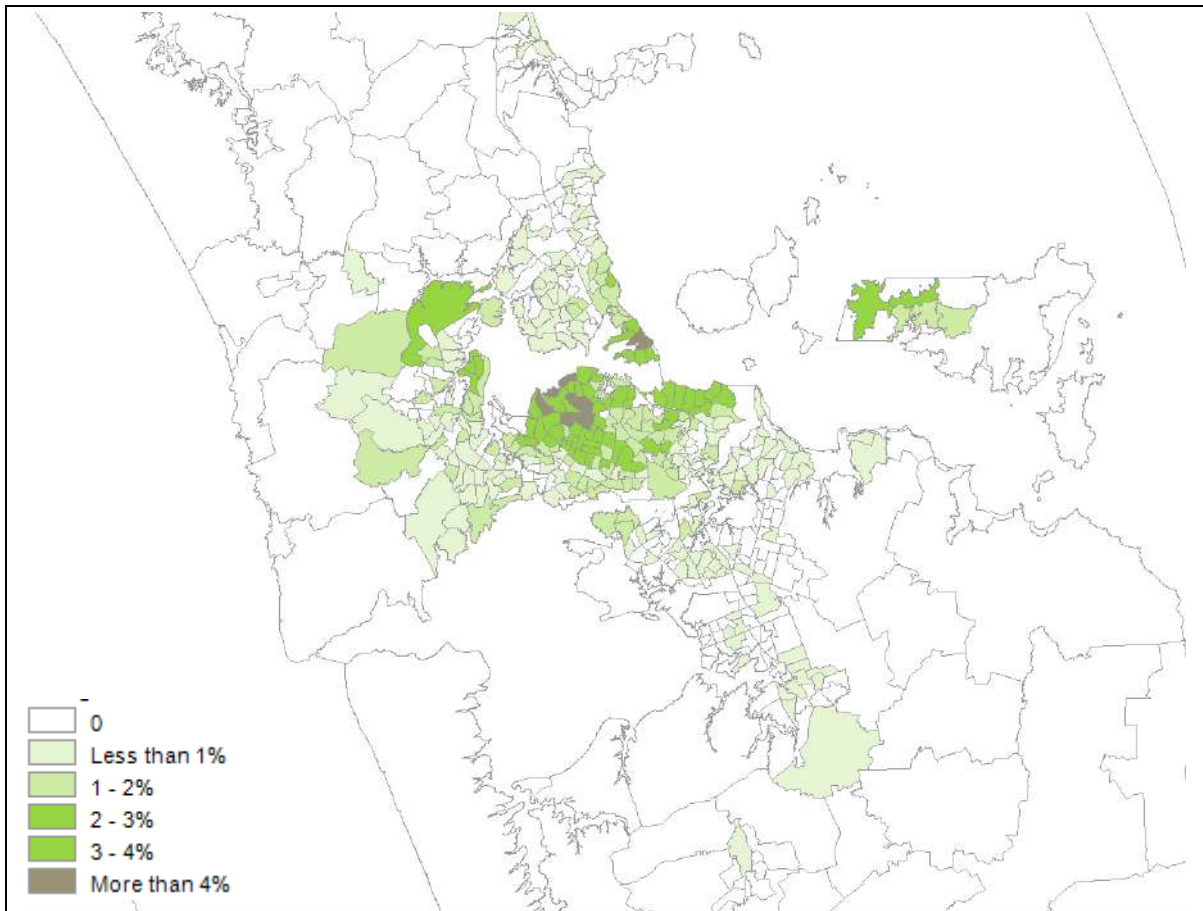 0
Less than 1%
1 - 2%
2 - 3%
3 - 4%
More than 4%